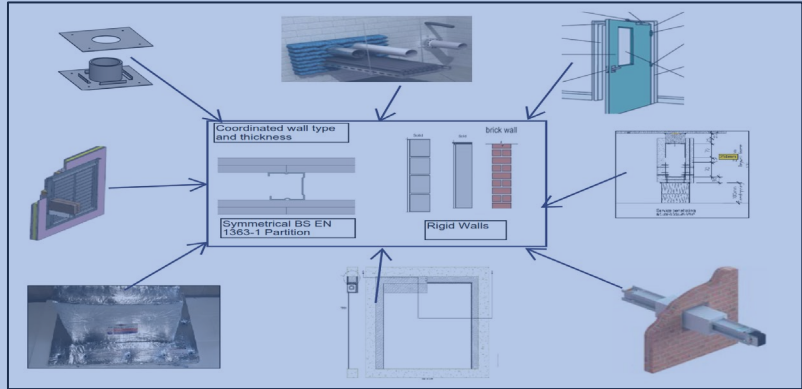 Coordinated wall type
and thickness
brick wall
Symmetrical BS EN
1363-1 Partition
Rigid Walls